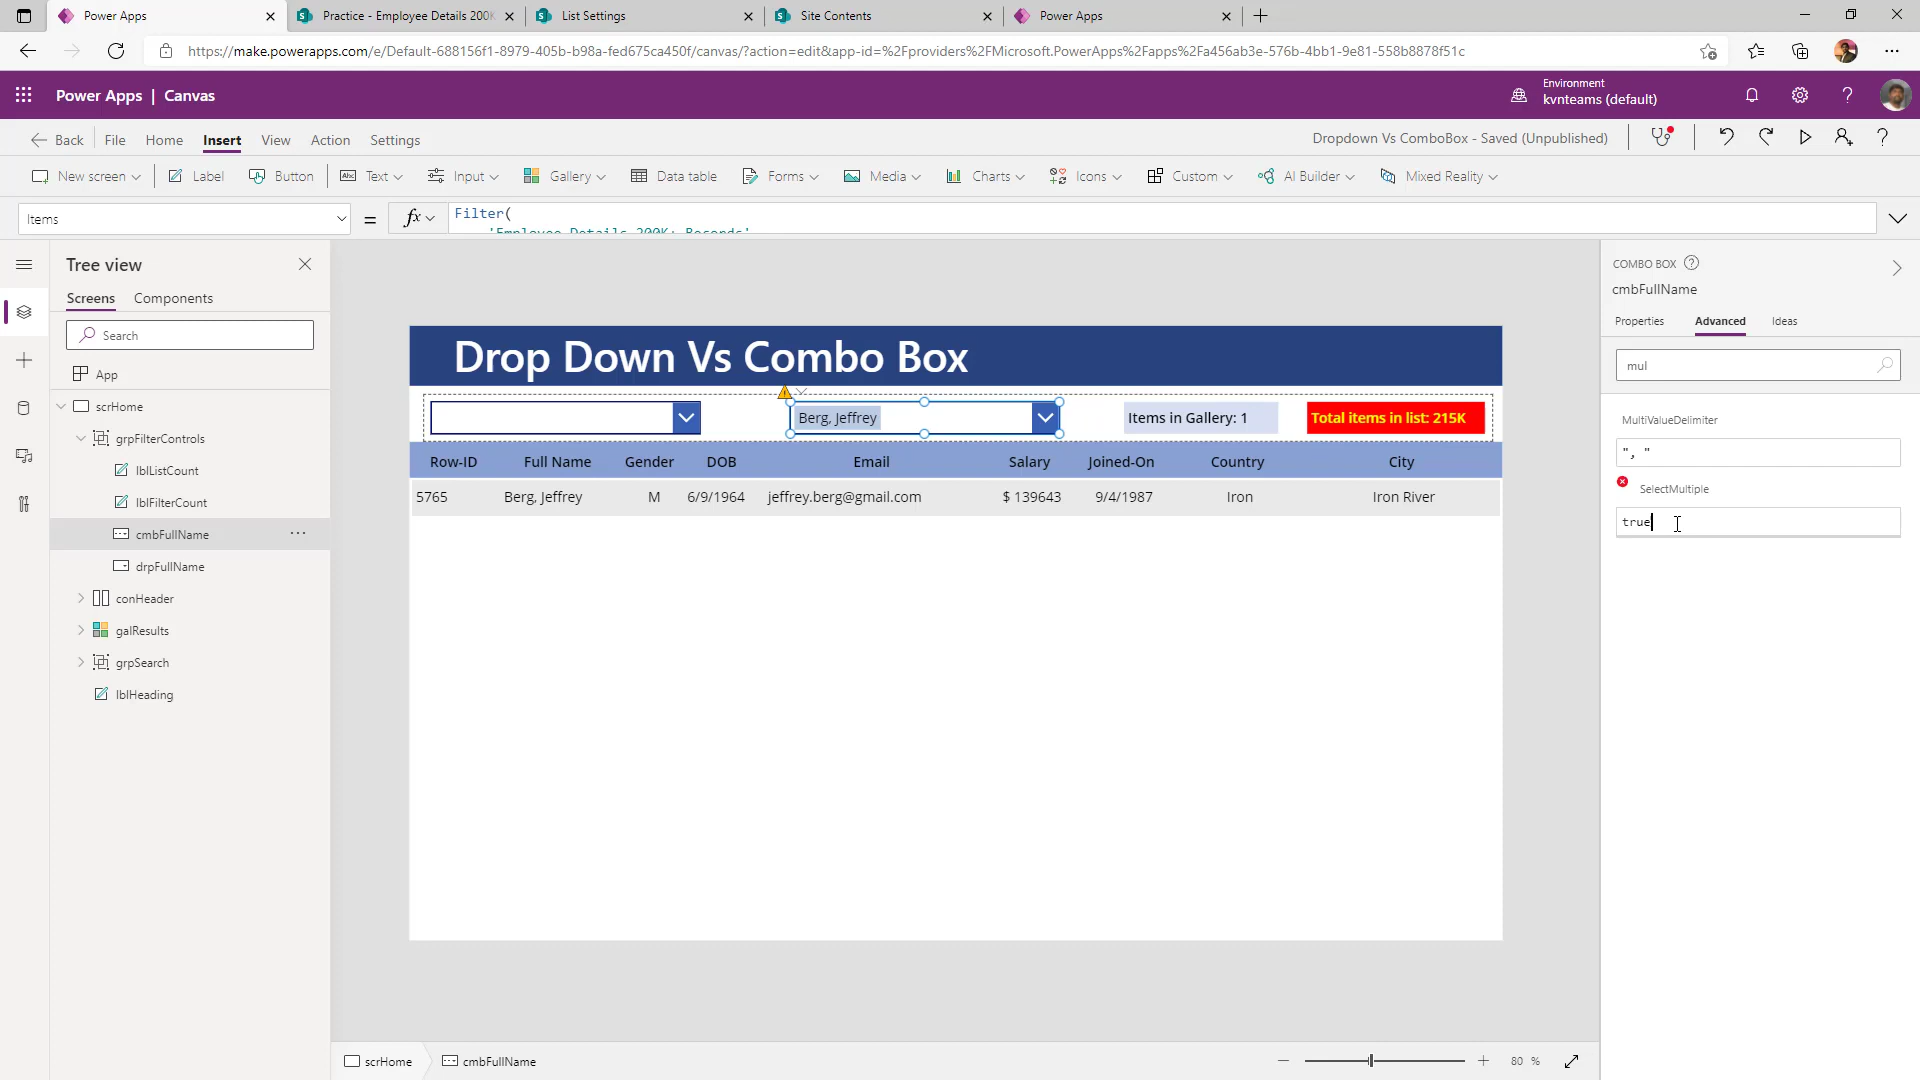 Power Apps
Practice - Employee Details 200K
List Settings
Site Contents
Power Apps
https://make.powerapps.com/e/Default-688156f1-8979-405b-b98a-fed675ca450f/canvas/?action=edit&app-id=%2Fproviders%2FMicrosoft.PowerApps%2Fapps%2Fa456ab3e-576b-4bb1-9e81-558b8878f51c
Power Apps | Canvas
Environment
kvnteams (default)
Back
File
Home
Insert
View
Action
Settings
Dropdown Vs ComboBox - Saved (Unpublished)
New screen
Label
Button
Text
Input
Gallery
Data table
Forms
Media
Charts
Icons
Custom
AI Builder
Mixed Reality
Items
=
fx
Filter(
'Employee Details 200K: Records'
Tree view
Screens
Components
Search
App
scrHome
grpFilterControls
lblListCount
lblFilterCount
cmbFullName
drpFullName
conHeader
galResults
grpSearch
lblHeading
Drop Down Vs Combo Box
Berg, Jeffrey
Items in Gallery: 1
Total items in list: 215K
Row-ID Full Name Gender DOB Email Salary Joined-On Country City
5765 Berg, Jeffrey M 6/9/1964 jeffrey.berg@gmail.com $ 139643 9/4/1987 Iron Iron River
COMBO BOX
cmbFullName
Properties
Advanced
Ideas
mul
MultiValueDelimiter
", "
SelectMultiple
true
scrHome
cmbFullName
80 %